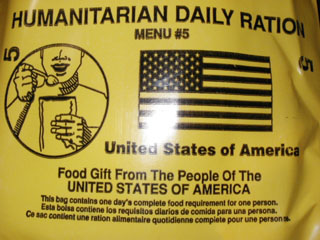 HUMANITARIAN DAILY RATION
MENU #5
5
5
United States of America
Food Gift From The People Of The
UNITED STATES OF AMERICA
This bag contains one day's complete food requirement for one person.
Esta bolsa contiene los requisitos diarios de comida para una persona.
Ce sac contient une ration alimentaire quotidienne complete pour une personne.